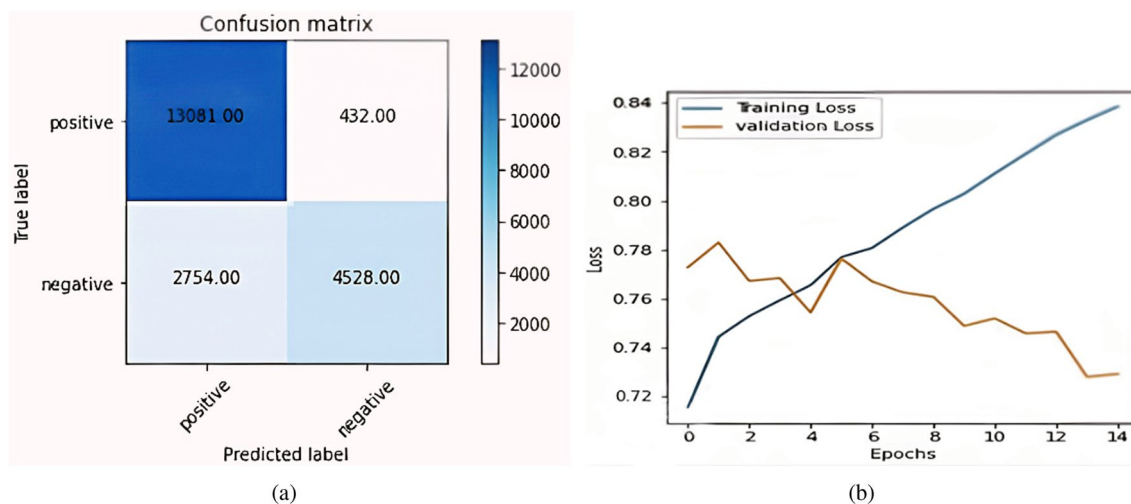 Confusion matrix
True label
positive
negative
13081.00
432.00
2754.00
4528.00
positive
negative
Predicted label
12000
10000
8000
6000
4000
2000
(a)
Training Loss
validation Loss
Loss
0.84
0.82
0.80
0.78
0.76
0.74
0.72
0
2
4
6
8
10
12
14
Epochs
(b)